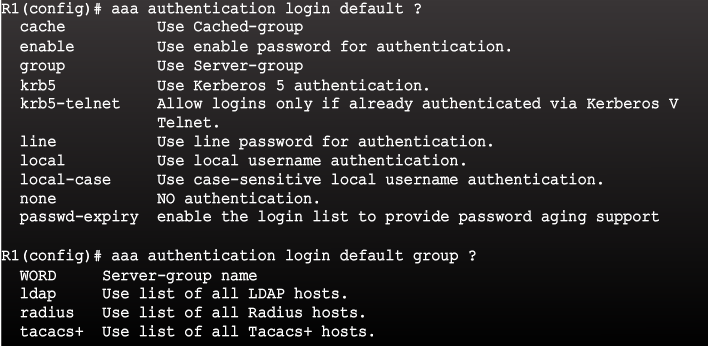 R1(config)# aaa authentication login default ?
cache Use Cached-group
enable Use enable password for authentication.
group Use Server-group
krb5 Use Kerberos 5 authentication.
krb5-telnet Allow logins only if already authenticated via Kerberos V
Telnet.
line Use line password for authentication.
local Use local username authentication.
local-case Use case-sensitive local username authentication.
none NO authentication.
passwd-expiry enable the login list to provide password aging support
R1(config)# aaa authentication login default group ?
WORD Server-group name
ldap Use list of all LDAP hosts.
radius Use list of all Radius hosts.
tacacs+ Use list of all Tacacs+ hosts.